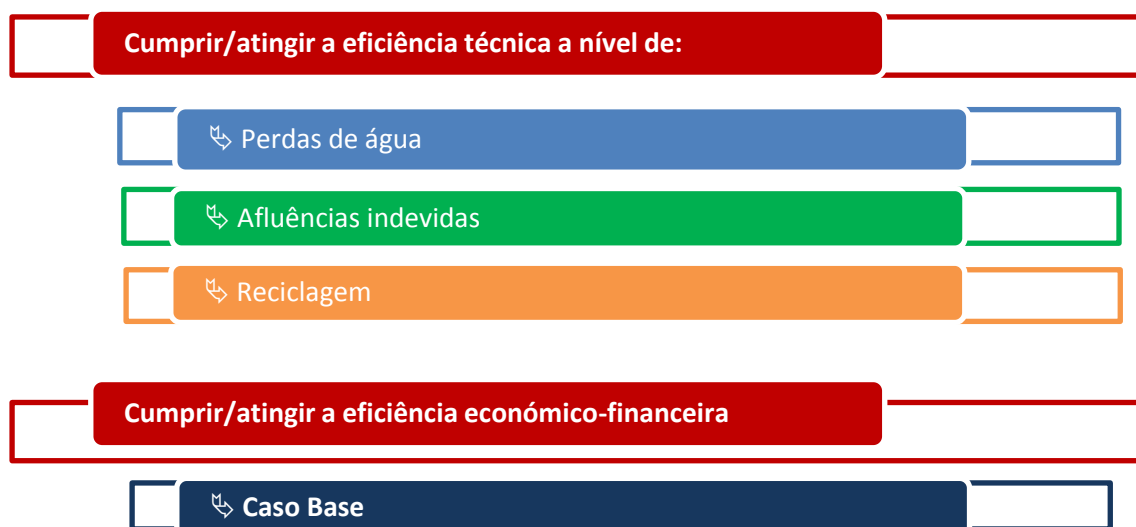 Cumprir/atingir a eficiência técnica a nível de:
Perdas de água
Afluências indevidas
Reciclagem
Cumprir/atingir a eficiência económico-financeira
Caso Base